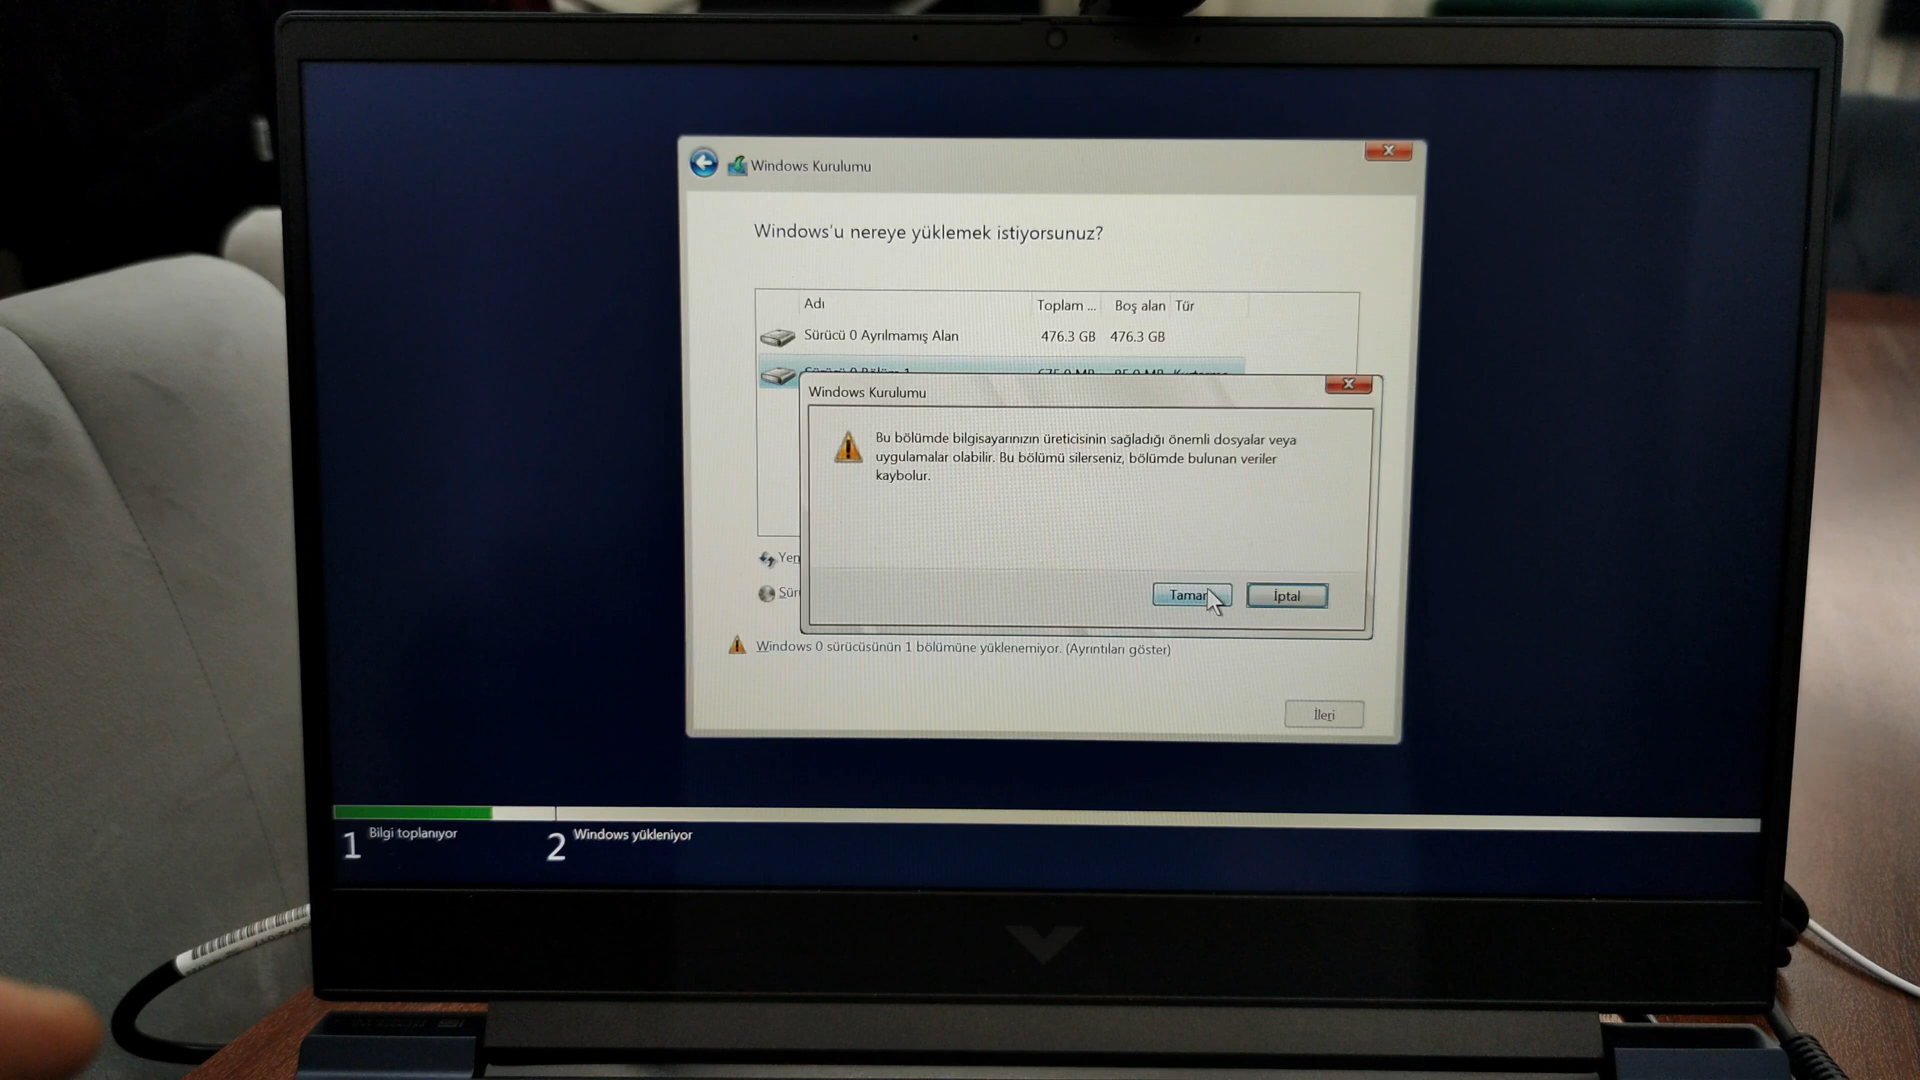 Windows Kurulumu
Windows'u nereye yüklemek istiyorsunuz?
Adı Toplam ... Boş alan Tür
Sürücü 0 Ayrılmamış Alan 476.3 GB 476.3 GB
Windows Kurulumu
Bu bölümde bilgisayarınızın üreticisinin sağladığı önemli dosyalar veya
uygulamalar olabilir. Bu bölümü silerseniz, bölümde bulunan veriler
kaybolur.
Yen
Sür
Tamam İptal
Windows 0 sürücüsünün 1 bölümüne yüklenemiyor. (Ayrıntıları göster)
İleri
1 Bilgi toplanıyor 2 Windows yükleniyor